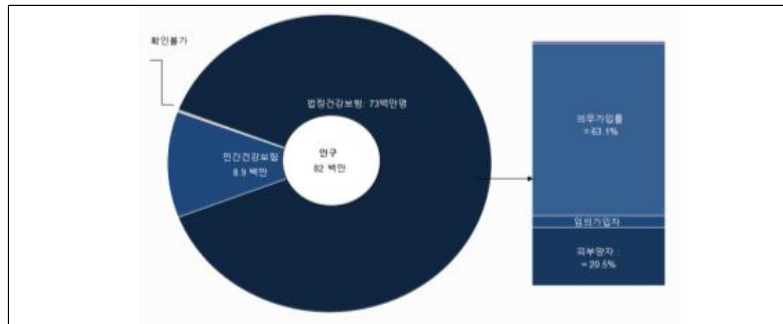 확인불가
법정건강보험: 73백만명
민간건강보험
8.9 백만
인구
82 백만
의무가입률
= 63.1%
임의가입자
피부양자 :
= 20.5%